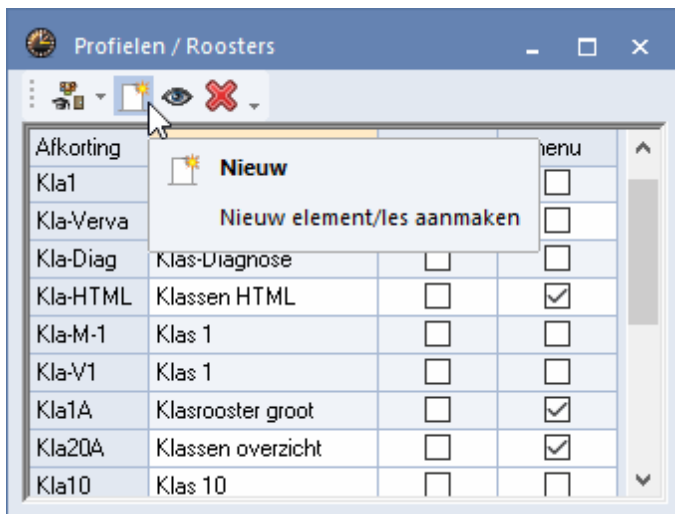 Profielen / Roosters
Afkorting
Nieuw
Nieuw element/les aanmaken
Kla1
Kla-Verva
Kla-Diag Klas-Diagnose
Kla-HTML Klassen HTML
Kla-M-1 Klas 1
Kla-V1 Klas 1
Kla1A Klasrooster groot
Kla20A Klassen overzicht
Kla10 Klas 10